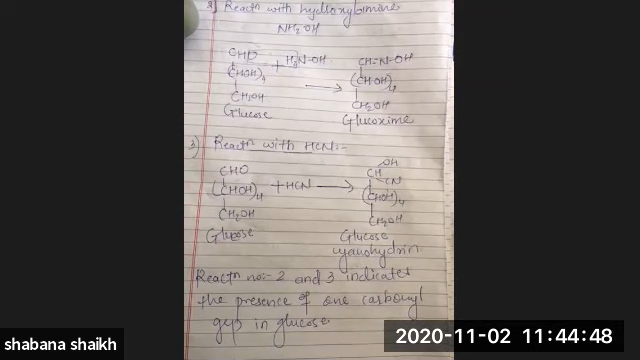 2) Reactn with hydroxylamine
NH2OH
CHO + H2N-OH → CH=N-OH
(CHOH)4 (CHOH)4
CH2OH CH2OH
Glucose Glucoxime
3) Reactn with HCN:-
CHO + HCN → CH OH CN
(CHOH)4 (CHOH)4
CH2OH CH2OH
Glucose Glucose
cyanohydrin
Reactn no:- 2 and 3 indicates
the presence of one carbonyl
grp in glucose
shabana shaikh
2020-11-02 11:44:48